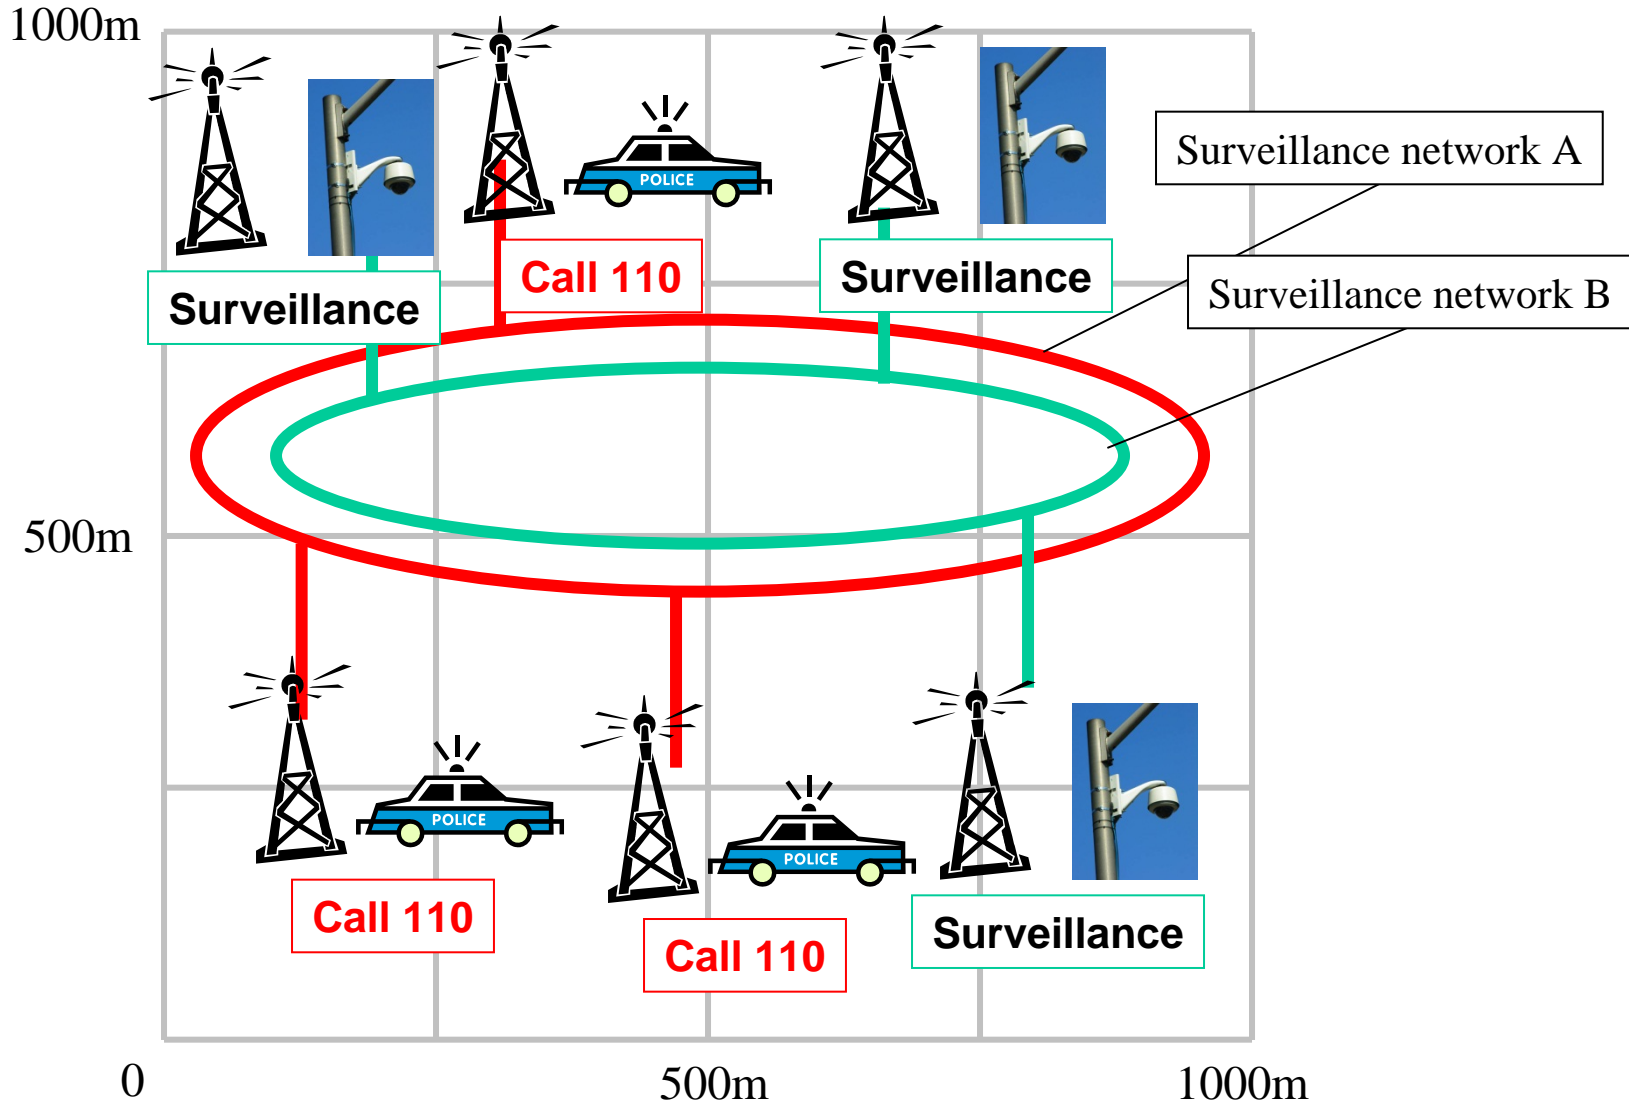 1000m
Surveillance network A
POLICE
Call 110
Surveillance
Surveillance network B
Surveillance
500m
POLICE
POLICE
Call 110
Call 110
Surveillance
0
500m
1000m